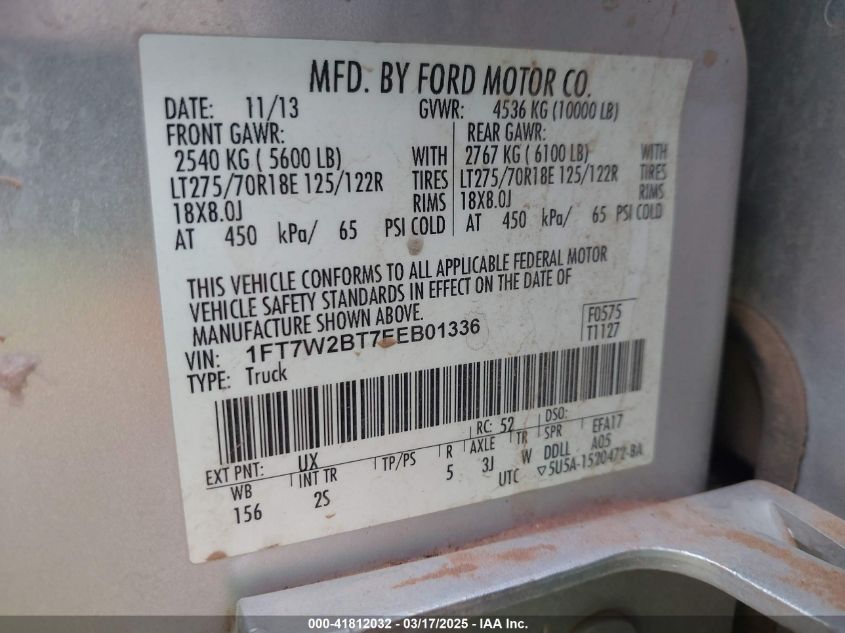 MFD. BY FORD MOTOR CO.
DATE: 11/13 GVWR: 4536 KG (10000 LB)
FRONT GAWR: REAR GAWR:
2540 KG ( 5600 LB) WITH 2767 KG ( 6100 LB) WITH
LT275/70R18E 125/122R TIRES LT275/70R18E 125/122R TIRES
18X8.0J RIMS 18X8.0J RIMS
AT 450 kPa/ 65 PSI COLD AT 450 kPa/ 65 PSI COLD
THIS VEHICLE CONFORMS TO ALL APPLICABLE FEDERAL MOTOR
VEHICLE SAFETY STANDARDS IN EFFECT ON THE DATE OF
MANUFACTURE SHOWN ABOVE.
F0575
VIN: 1FT7W2BT7EEB01336 T1127
TYPE: Truck
RC: 52 DSO:
EXT PNT: UX TP/PS R AXLE TR SPR EFA17
WB INT TR 5 3J W DDLL A05
156 2S UTC ▽5U5A-1520472-BA
000-41812032 - 03/17/2025 - IAA Inc.